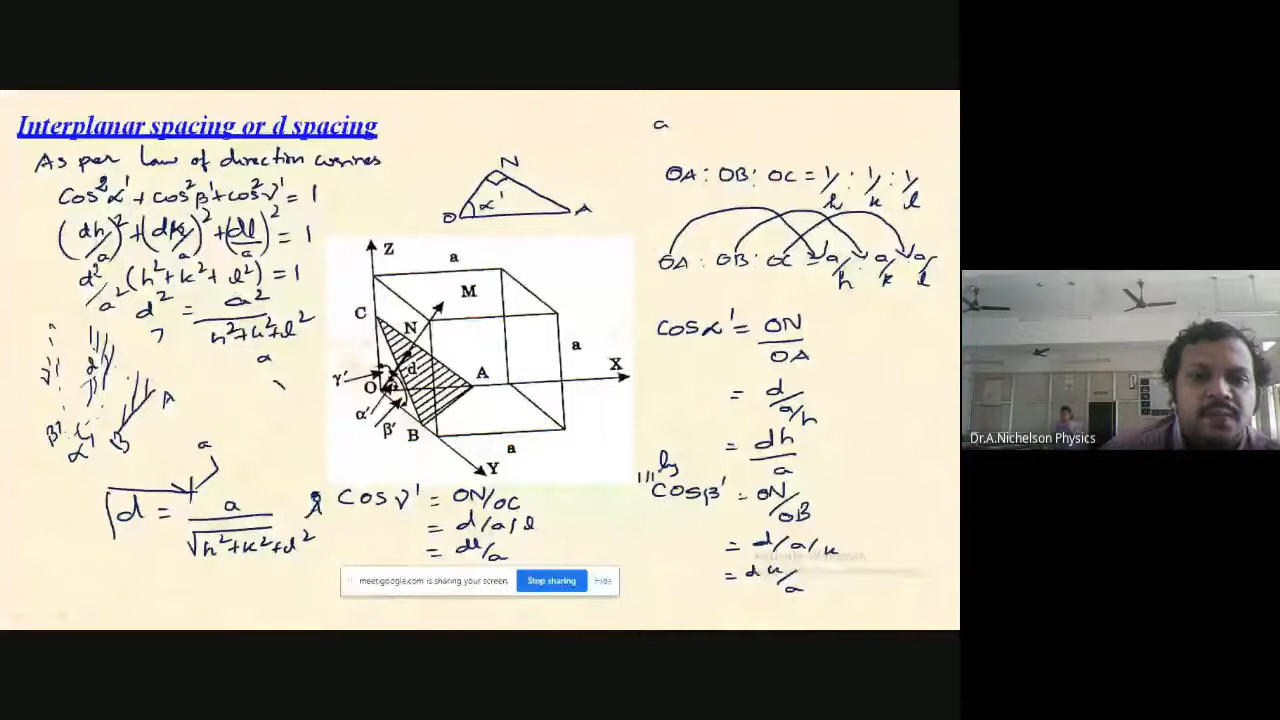 Interplanar spacing or d spacing
As per law of direction cosines
Cos²α' + cos²β' + cos²γ' = 1
(dh/a)² + (dk/a)² + (dl/a)² = 1
d²/a² (h² + k² + l²) = 1
d² = a²/h²+k²+l²
a
d = a/√h²+k²+l²
a
Å
N
O α' A
Z
a
M
C
N
a
d
A
X
γ'
O
α'
β'
B
a
Y
Cos γ' = ON/OC
= d/a/l
= dl/a
a
OA : OB : OC = 1/h : 1/k : 1/l
OA : OB : OC = a/h : a/k : a/l
Cosα' = ON/OA
= d/a/h
= dh/a
|||ly
Cosβ' = ON/OB
= d/a/k
= dk/a
meet.google.com is sharing your screen. Stop sharing Hide
Dr.A.Nichelson Physics